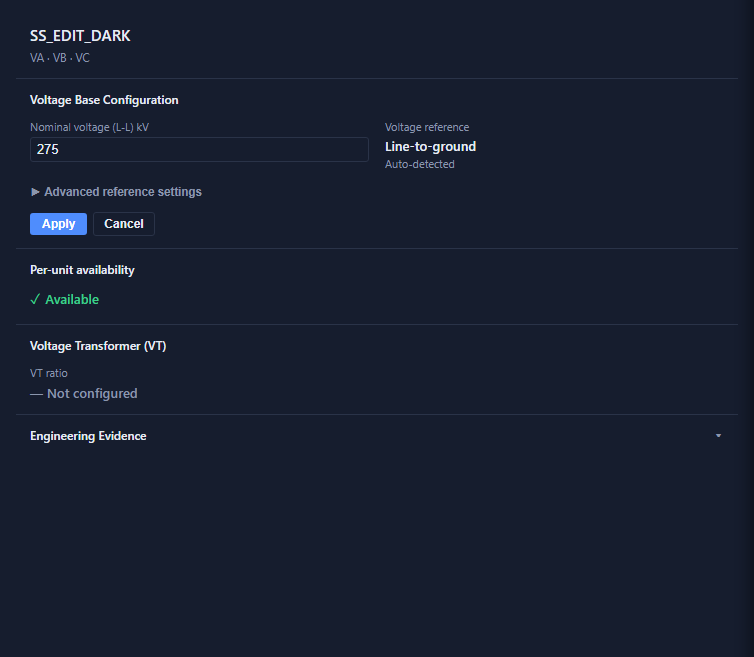 SS_EDIT_DARK
VA · VB · VC
Voltage Base Configuration
Nominal voltage (L-L) kV
275
Voltage reference
Line-to-ground
Auto-detected
▶ Advanced reference settings
Apply
Cancel
Per-unit availability
✓ Available
Voltage Transformer (VT)
VT ratio
— Not configured
Engineering Evidence